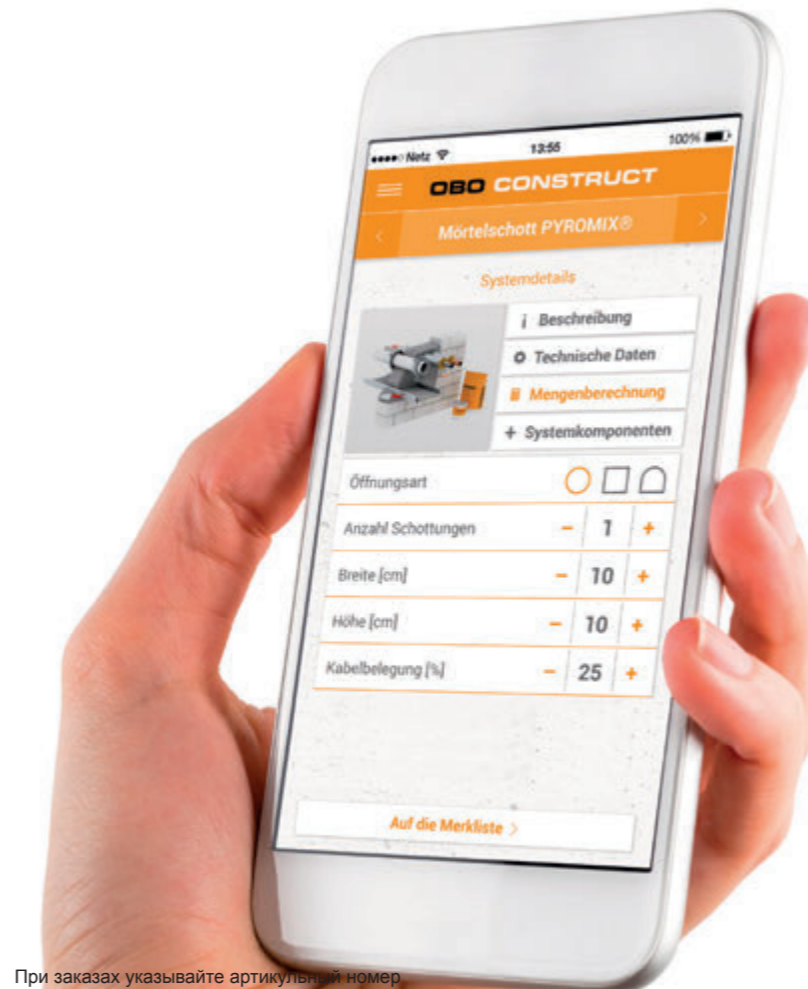 Netz 13:55 100%
OBO CONSTRUCT
Mörtelschott PYROMIX®
Systemdetails
i Beschreibung
Technische Daten
Mengenberechnung
+ Systemkomponenten
Öffnungsart
Anzahl Schottungen − 1 +
Breite [cm] − 10 +
Höhe [cm] − 10 +
Kabelbelegung [%] − 25 +
Auf die Merkliste >
При заказах указывайте артикульный номер